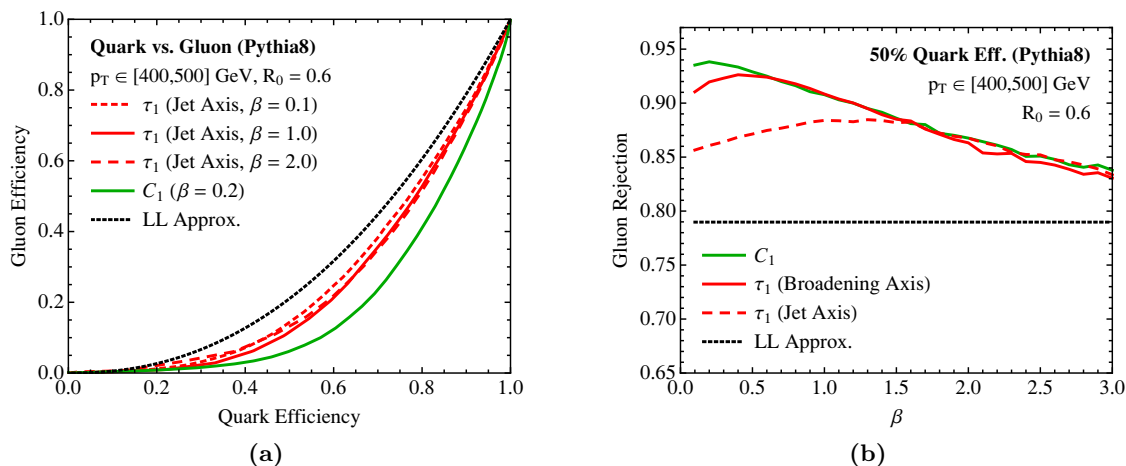 Quark vs. Gluon (Pythia8)
p_T ∈ [400,500] GeV, R_0 = 0.6
τ_1 (Jet Axis, β = 0.1)
τ_1 (Jet Axis, β = 1.0)
τ_1 (Jet Axis, β = 2.0)
C_1 (β = 0.2)
LL Approx.
Gluon Efficiency
1.0
0.8
0.6
0.4
0.2
0.0
0.0 0.2 0.4 0.6 0.8 1.0
Quark Efficiency
(a)
50% Quark Eff. (Pythia8)
p_T ∈ [400,500] GeV
R_0 = 0.6
C_1
τ_1 (Broadening Axis)
τ_1 (Jet Axis)
LL Approx.
Gluon Rejection
0.95
0.90
0.85
0.80
0.75
0.70
0.65
0.0 0.5 1.0 1.5 2.0 2.5 3.0
β
(b)